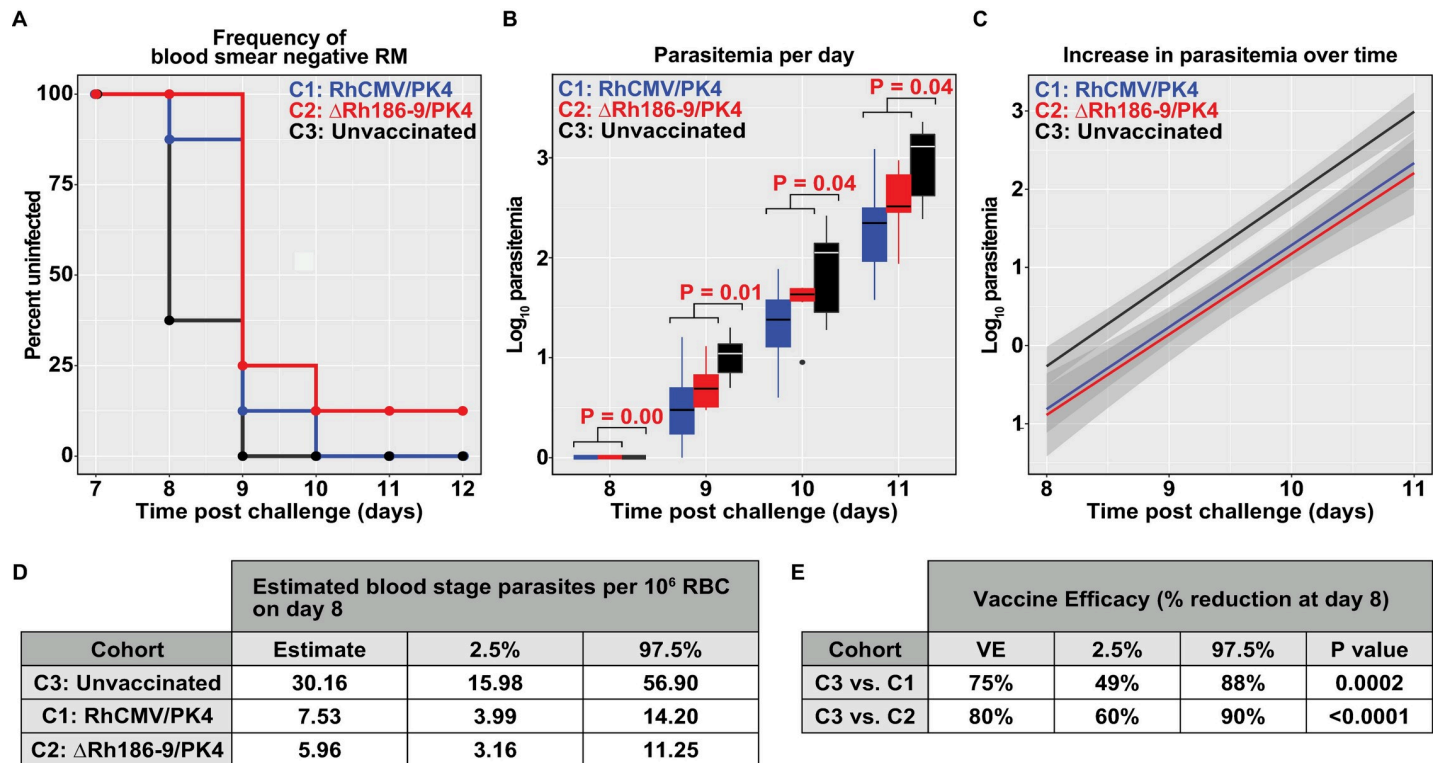 A
Frequency of
blood smear negative RM
C1: RhCMV/PK4
C2: ΔRh186-9/PK4
C3: Unvaccinated
Percent uninfected
100
75
50
25
0
7 8 9 10 11 12
Time post challenge (days)
B
Parasitemia per day
C1: RhCMV/PK4
C2: ΔRh186-9/PK4
C3: Unvaccinated
P = 0.04
P = 0.04
P = 0.01
P = 0.00
Log₁₀ parasitemia
3
2
1
0
8 9 10 11
Time post challenge (days)
C
Increase in parasitemia over time
C1: RhCMV/PK4
C2: ΔRh186-9/PK4
C3: Unvaccinated
Log₁₀ parasitemia
3
2
1
0
1
8 9 10 11
Time post challenge (days)
D
Estimated blood stage parasites per 10⁶ RBC
on day 8
Cohort Estimate 2.5% 97.5%
C3: Unvaccinated 30.16 15.98 56.90
C1: RhCMV/PK4 7.53 3.99 14.20
C2: ΔRh186-9/PK4 5.96 3.16 11.25
E
Vaccine Efficacy (% reduction at day 8)
Cohort VE 2.5% 97.5% P value
C3 vs. C1 75% 49% 88% 0.0002
C3 vs. C2 80% 60% 90% <0.0001